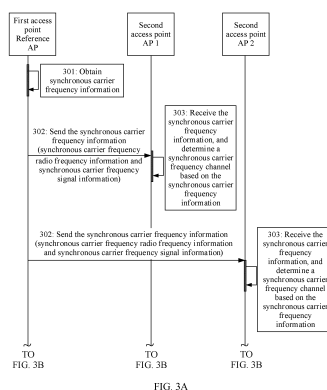 First access
point
Reference
AP
Second
access point
AP 1
Second
access point
AP 2
301: Obtain
synchronous carrier
frequency information
302: Send the synchronous carrier
frequency information
(synchronous carrier frequency
radio frequency information and
synchronous carrier frequency
signal information)
303: Receive the
synchronous carrier
frequency
information, and
determine a
synchronous carrier
frequency channel
based on the
synchronous carrier
frequency
information
302: Send the synchronous carrier frequency information
(synchronous carrier frequency radio frequency information
and synchronous carrier frequency signal information)
303: Receive the
synchronous carrier
frequency
information, and
determine a
synchronous carrier
frequency channel
based on the
synchronous carrier
frequency
information
TO
FIG. 3B
TO
FIG. 3B
TO
FIG. 3B
FIG. 3A